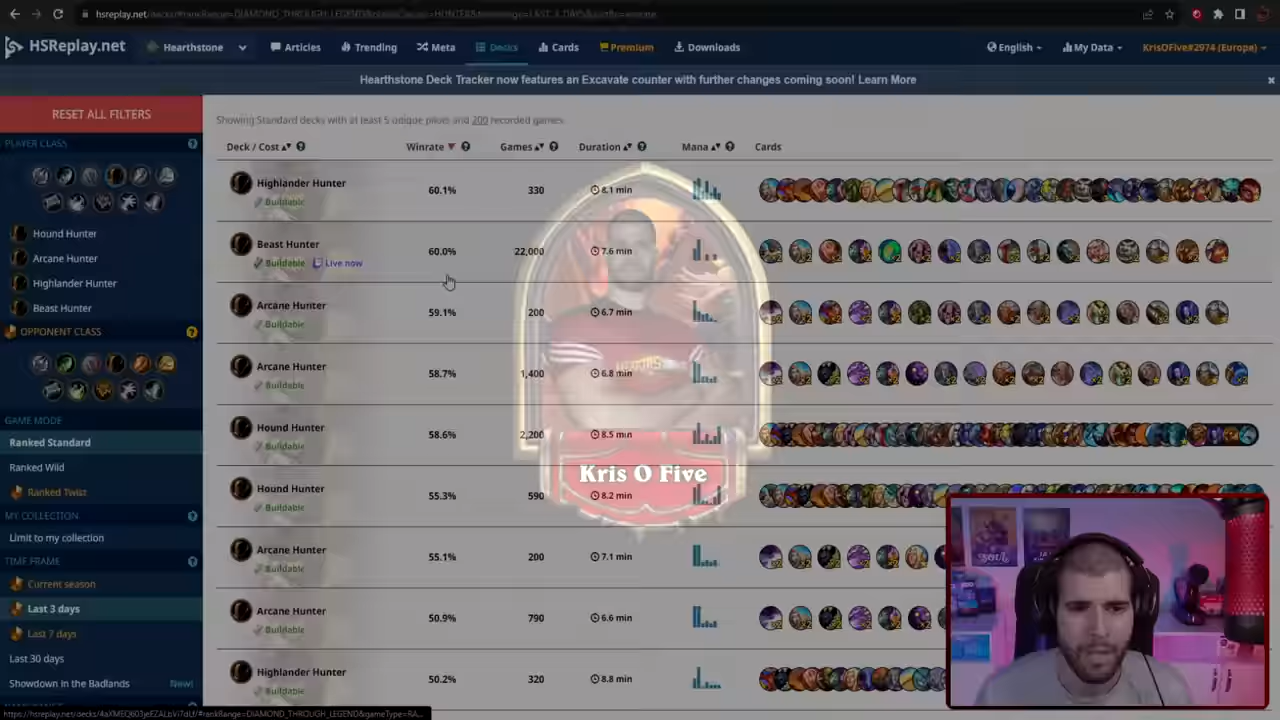 hsreplay.net/decks/#rankRange=DIAMOND_THROUGH_LEGEND&
HSReplay.net Hearthstone Articles Trending Meta Decks Cards Premium Downloads English My Data KrisOFive#2974 (Europe)
Hearthstone Deck Tracker now features an Excavate counter with further changes coming soon! Learn More
RESET ALL FILTERS
PLAYER CLASS
Hound Hunter
Arcane Hunter
Highlander Hunter
Beast Hunter
OPPONENT CLASS
GAME MODE
Ranked Standard
Ranked Wild
Ranked Twist
MY COLLECTION
Limit to my collection
TIME FRAME
Current season
Last 3 days
Last 7 days
Last 30 days
Showdown in the Badlands New!
Showing Standard decks with at least 5 unique pilots and 200 recorded games.
Deck / Cost Winrate Games Duration Mana Cards
Highlander Hunter 60.1% 330 8.1 min
Buildable
Beast Hunter 60.0% 22,000 7.6 min
Buildable Live now
Arcane Hunter 59.1% 200 6.7 min
Buildable
Arcane Hunter 58.7% 1,400 6.8 min
Buildable
Hound Hunter 58.6% 2,200 8.5 min
Buildable
Hound Hunter 55.3% 590 8.2 min
Buildable
Arcane Hunter 55.1% 200 7.1 min
Buildable
Arcane Hunter 50.9% 790 6.6 min
Buildable
Highlander Hunter 50.2% 320 8.8 min
Buildable
Kris O Five